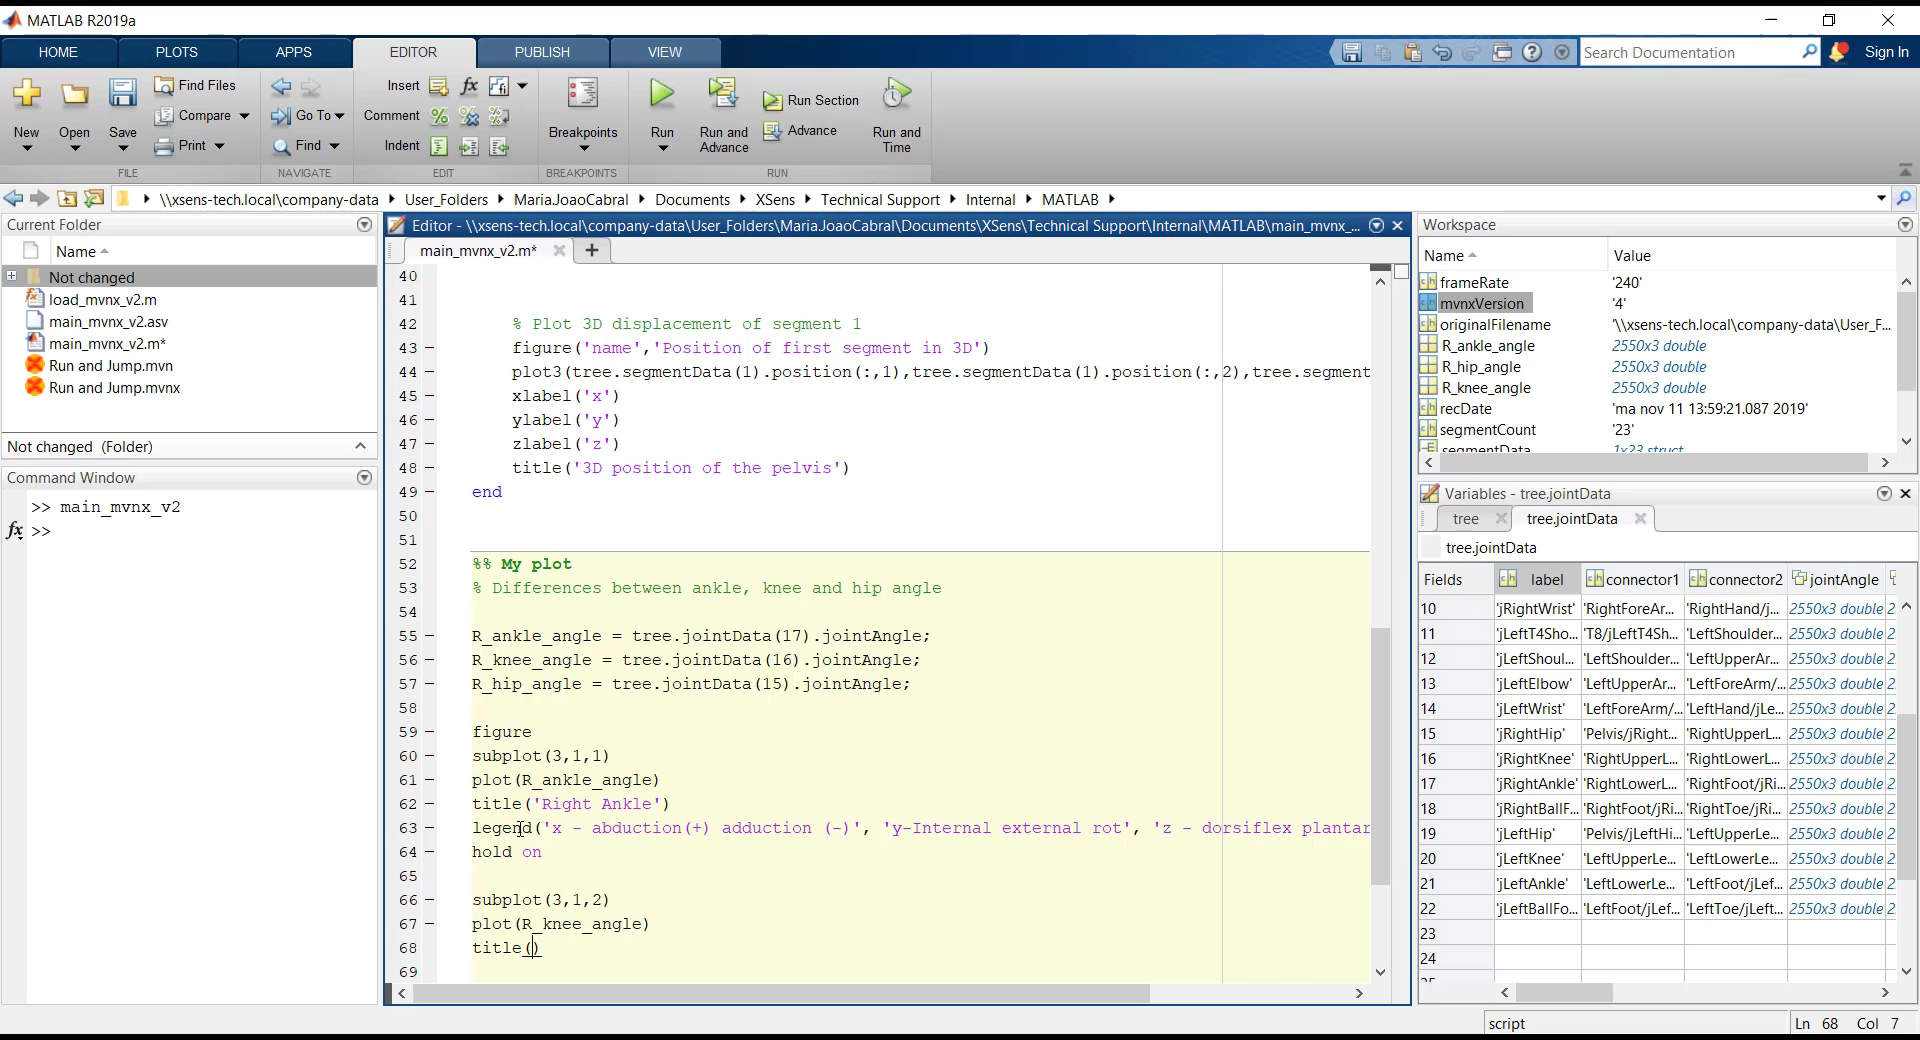 MATLAB R2019a
HOME PLOTS APPS EDITOR PUBLISH VIEW
Search Documentation
Sign In
New Open Save
Find Files
Compare
Print
FILE
Go To
Find
NAVIGATE
Insert
Comment
Indent
EDIT
Breakpoints
BREAKPOINTS
Run
Run and Advance
Run Section
Advance
Run and Time
RUN
\\xsens-tech.local\company-data User_Folders Maria.JoaoCabral Documents XSens Technical Support Internal MATLAB
Current Folder
Name
Not changed
load_mvnx_v2.m
main_mvnx_v2.asv
main_mvnx_v2.m*
Run and Jump.mvn
Run and Jump.mvnx
Not changed (Folder)
Command Window
>> main_mvnx_v2
fx >>
Editor - \\xsens-tech.local\company-data\User_Folders\Maria.JoaoCabral\Documents\XSens\Technical Support\Internal\MATLAB\main_mvnx_...
main_mvnx_v2.m*
40
41
42 % Plot 3D displacement of segment 1
43 – figure('name','Position of first segment in 3D')
44 – plot3(tree.segmentData(1).position(:,1),tree.segmentData(1).position(:,2),tree.segment
45 – xlabel('x')
46 – ylabel('y')
47 – zlabel('z')
48 – title('3D position of the pelvis')
49 – end
50
51
52 %% My plot
53 % Differences between ankle, knee and hip angle
54
55 – R_ankle_angle = tree.jointData(17).jointAngle;
56 – R_knee_angle = tree.jointData(16).jointAngle;
57 – R_hip_angle = tree.jointData(15).jointAngle;
58
59 – figure
60 – subplot(3,1,1)
61 – plot(R_ankle_angle)
62 – title('Right Ankle')
63 – legend('x - abduction(+) adduction (-)', 'y-Internal external rot', 'z - dorsiflex plantar
64 – hold on
65
66 – subplot(3,1,2)
67 – plot(R_knee_angle)
68 title()
69
Workspace
Name Value
frameRate '240'
mvnxVersion '4'
originalFilename '\\xsens-tech.local\company-data\User_F...
R_ankle_angle 2550x3 double
R_hip_angle 2550x3 double
R_knee_angle 2550x3 double
recDate 'ma nov 11 13:59:21.087 2019'
segmentCount '23'
segmentData 1x23 struct
Variables - tree.jointData
tree tree.jointData
tree.jointData
Fields label connector1 connector2 jointAngle
10 'jRightWrist' 'RightForeAr... 'RightHand/j... 2550x3 double 2
11 'jLeftT4Sho... 'T8/jLeftT4Sh... 'LeftShoulder... 2550x3 double 2
12 'jLeftShoul... 'LeftShoulder... 'LeftUpperAr... 2550x3 double 2
13 'jLeftElbow' 'LeftUpperAr... 'LeftForeArm/... 2550x3 double 2
14 'jLeftWrist' 'LeftForeArm/... 'LeftHand/jLe... 2550x3 double 2
15 'jRightHip' 'Pelvis/jRight... 'RightUpperL... 2550x3 double 2
16 'jRightKnee' 'RightUpperL... 'RightLowerL... 2550x3 double 2
17 'jRightAnkle' 'RightLowerL... 'RightFoot/jRi... 2550x3 double 2
18 'jRightBallF... 'RightFoot/jRi... 'RightToe/jRi... 2550x3 double 2
19 'jLeftHip' 'Pelvis/jLeftHi... 'LeftUpperLe... 2550x3 double 2
20 'jLeftKnee' 'LeftUpperLe... 'LeftLowerLe... 2550x3 double 2
21 'jLeftAnkle' 'LeftLowerLe... 'LeftFoot/jLef... 2550x3 double 2
22 'jLeftBallFo... 'LeftFoot/jLef... 'LeftToe/jLeft... 2550x3 double 2
23
24
script
Ln 68 Col 7